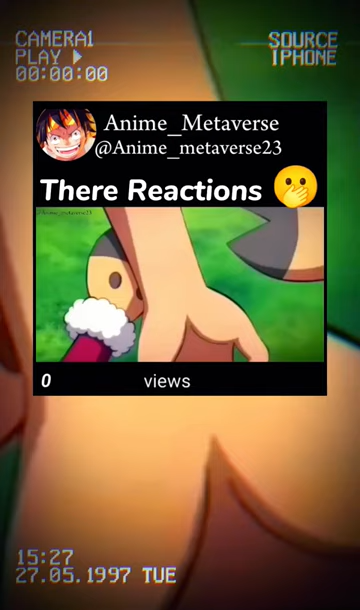 CAMERA1
PLAY
00:00:00
SOURCE
IPHONE
Anime_Metaverse
@Anime_metaverse23
There Reactions
@Anime_metaverse23
0 views
15:27
27.05.1997 TUE